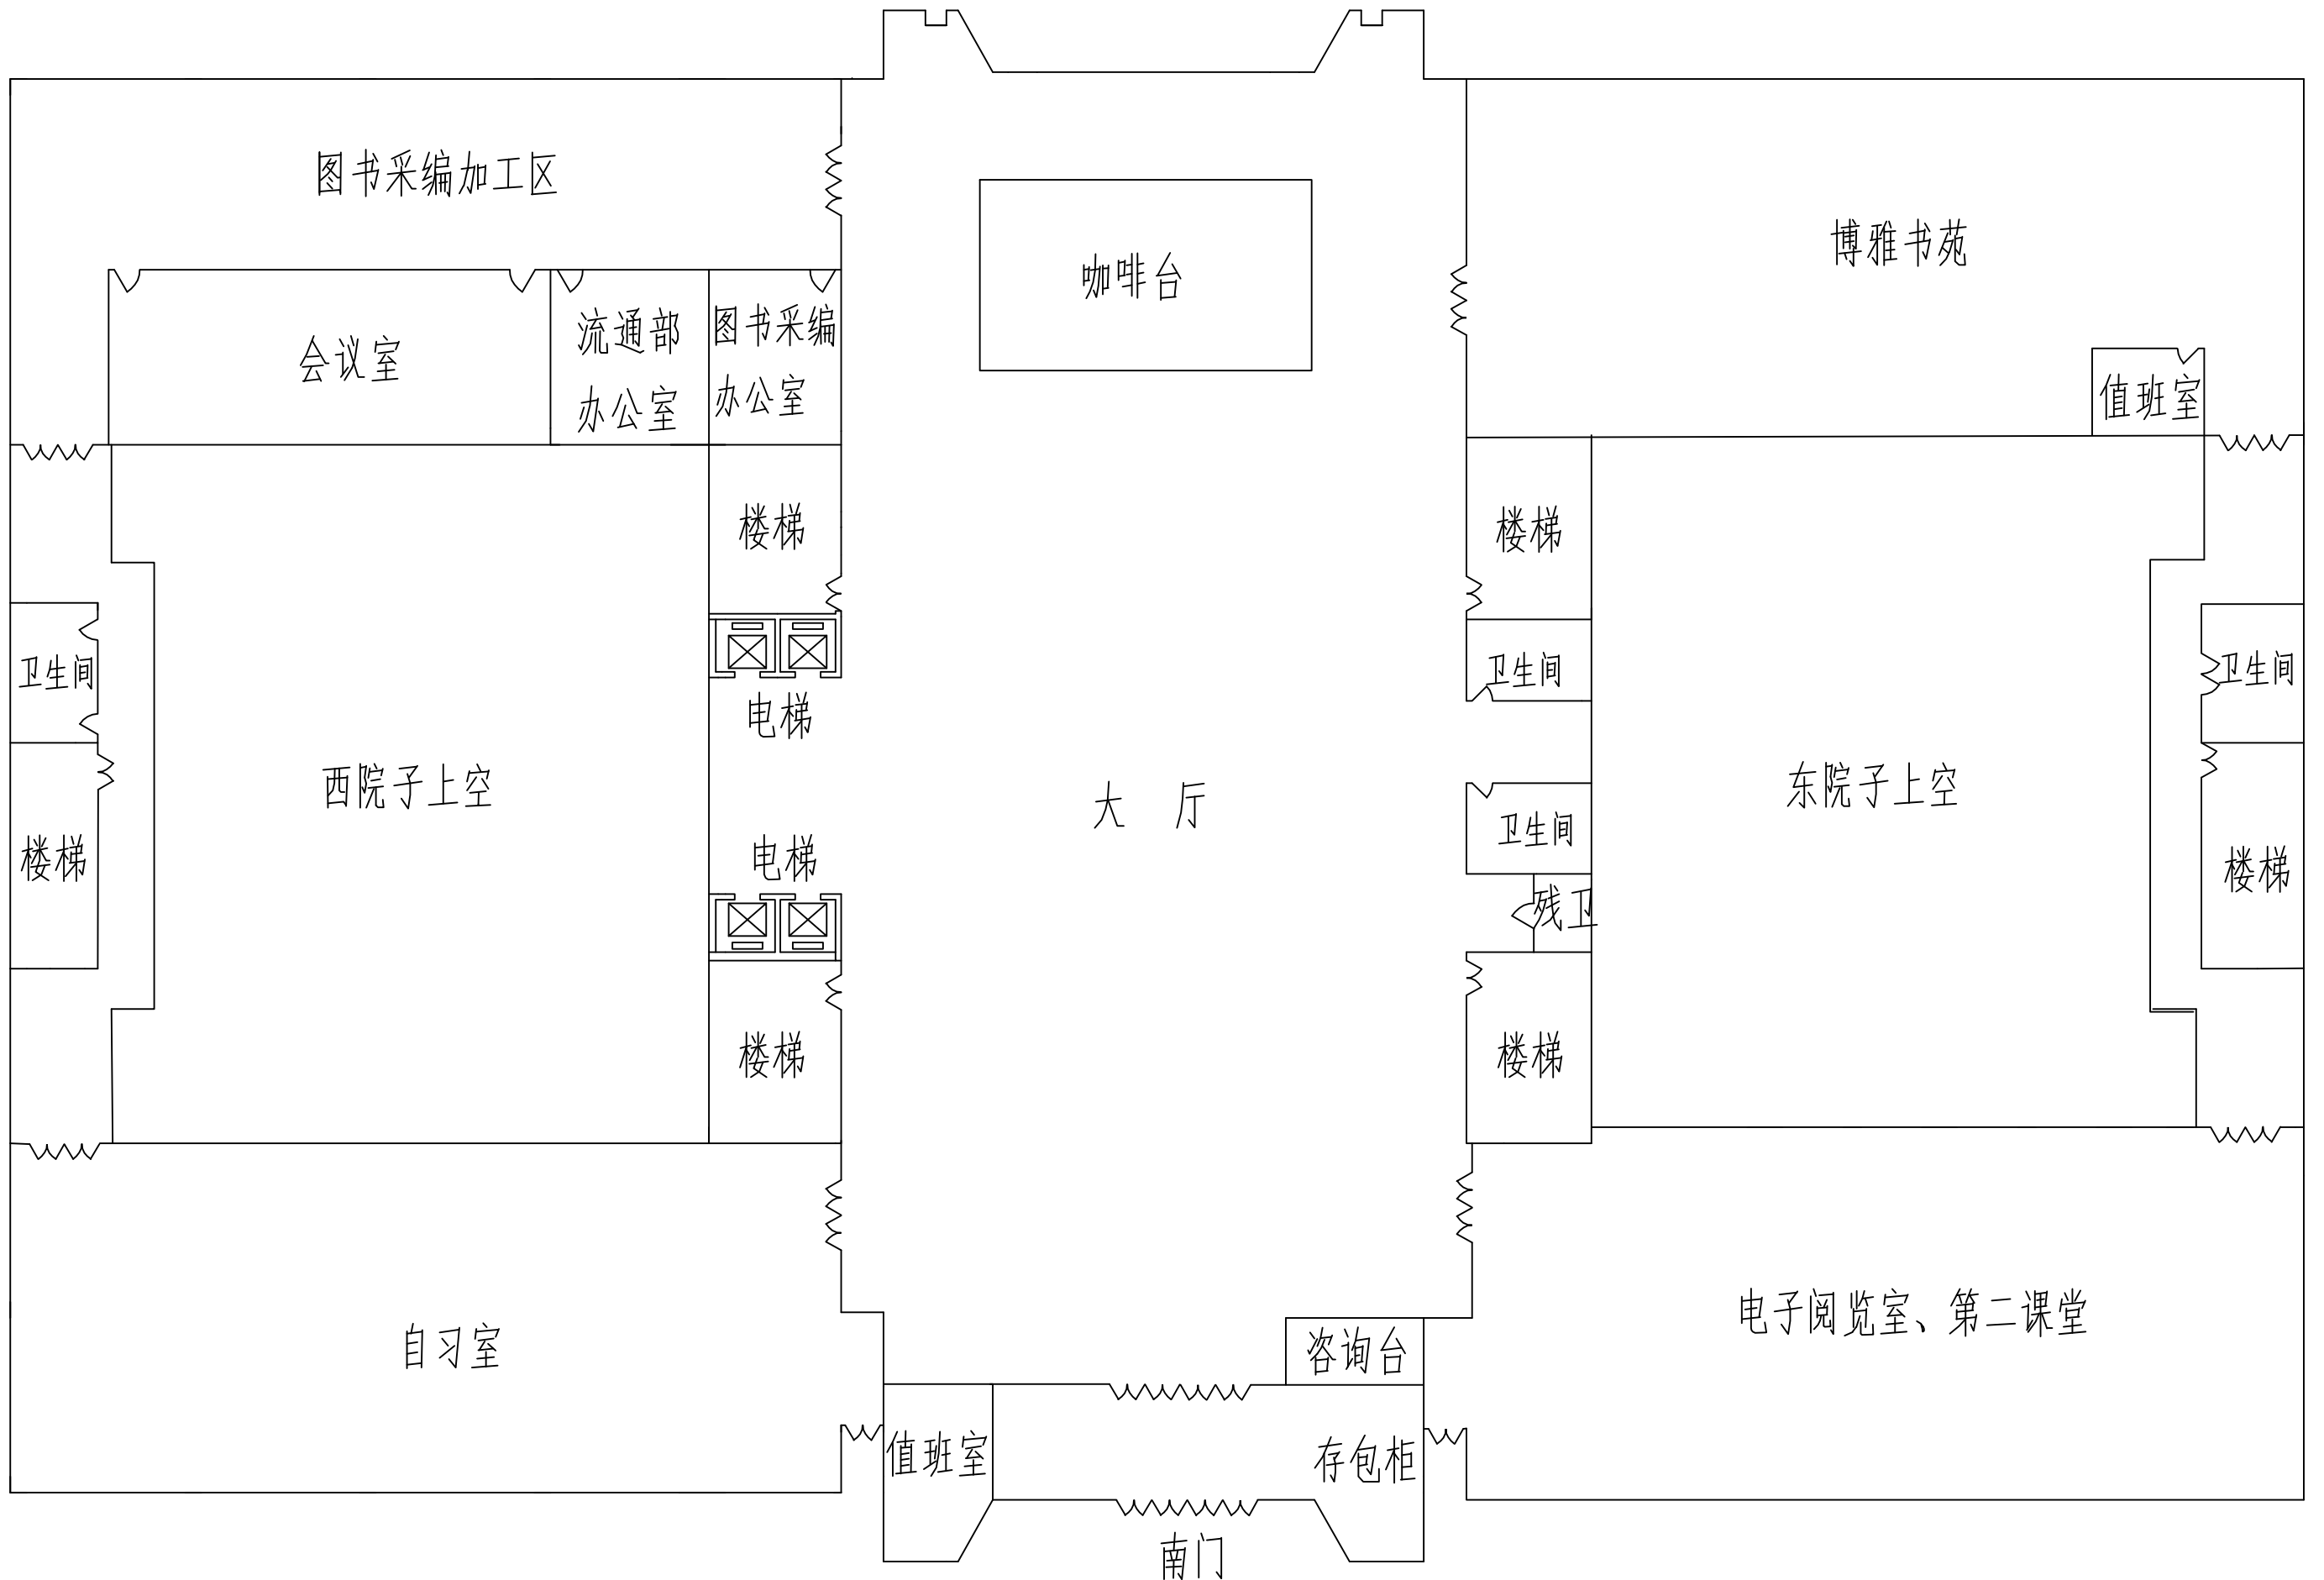 图书采编加工区
博雅书苑
咖啡台
会议室
流通部
办公室
图书采编
办公室
值班室
楼梯
楼梯
卫生间
卫生间
卫生间
电梯
西院子上空
大厅
东院子上空
卫生间
电梯
楼梯
楼梯
残卫
楼梯
楼梯
自习室
电子阅览室、第二课堂
咨询台
值班室
存包柜
南门